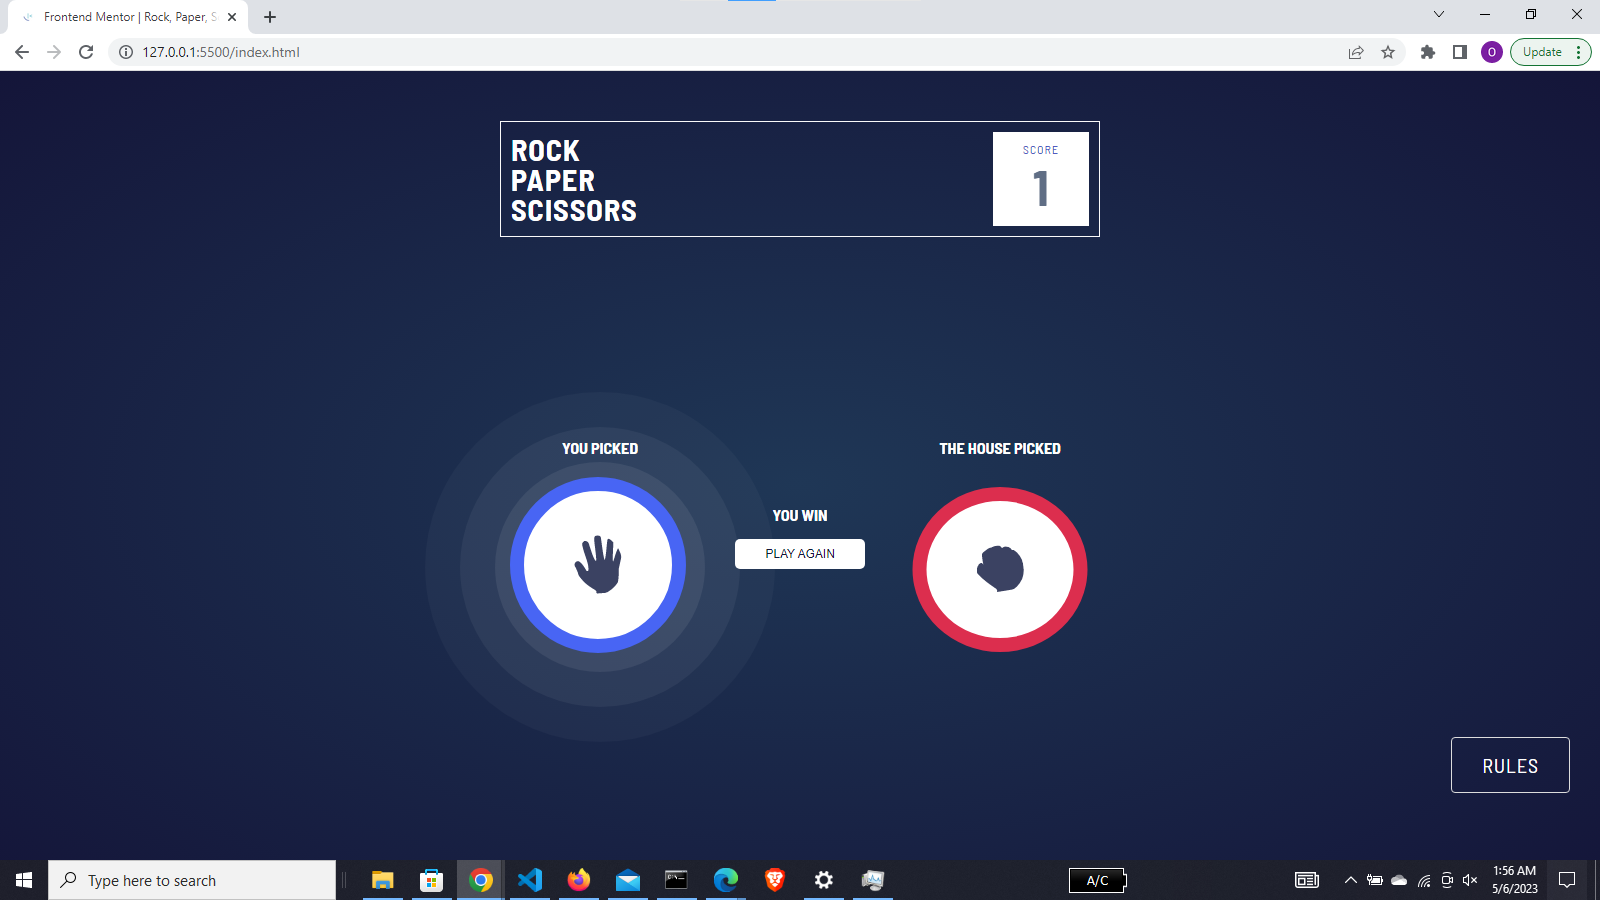 Frontend Mentor | Rock, Paper, S
127.0.0.1:5500/index.html
O
Update
ROCK
PAPER
SCISSORS
SCORE
1
YOU PICKED
THE HOUSE PICKED
YOU WIN
PLAY AGAIN
RULES
Type here to search
A/C
1:56 AM
5/6/2023